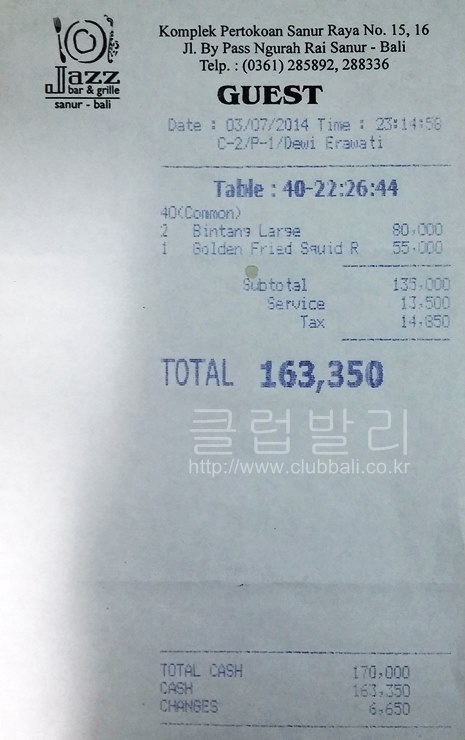 Jazz
bar & grille
sanur - bali
Komplek Pertokoan Sanur Raya No. 15, 16
Jl. By Pass Ngurah Rai Sanur - Bali
Telp. : (0361) 285892, 288336
GUEST
Date : 03/07/2014 Time : 23:14:58
C-2/P-1/Dewi Erawati
Table : 40-22:26:44
40(Common)
2 Bintang Large 80,000
1 Golden Fried Squid R 55,000
Subtotal 135,000
Service 13,500
Tax 14,850
TOTAL 163,350
클럽발리
http://www.clubbali.co.kr
TOTAL CASH 170,000
CASH 163,350
CHANGES 6,650